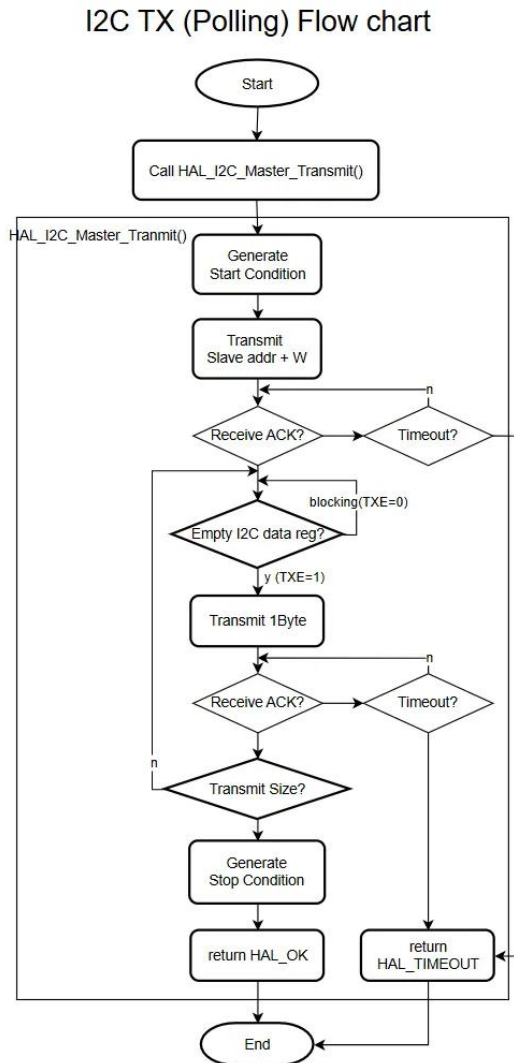 I2C TX (Polling) Flow chart
Start
Call HAL_I2C_Master_Transmit()
HAL_I2C_Master_Tranmit()
Generate
Start Condition
Transmit
Slave addr + W
n
Receive ACK?
Timeout?
blocking(TXE=0)
Empty I2C data reg?
y (TXE=1)
Transmit 1Byte
n
Receive ACK?
Timeout?
n
Transmit Size?
Generate
Stop Condition
return HAL_OK
return
HAL_TIMEOUT
End